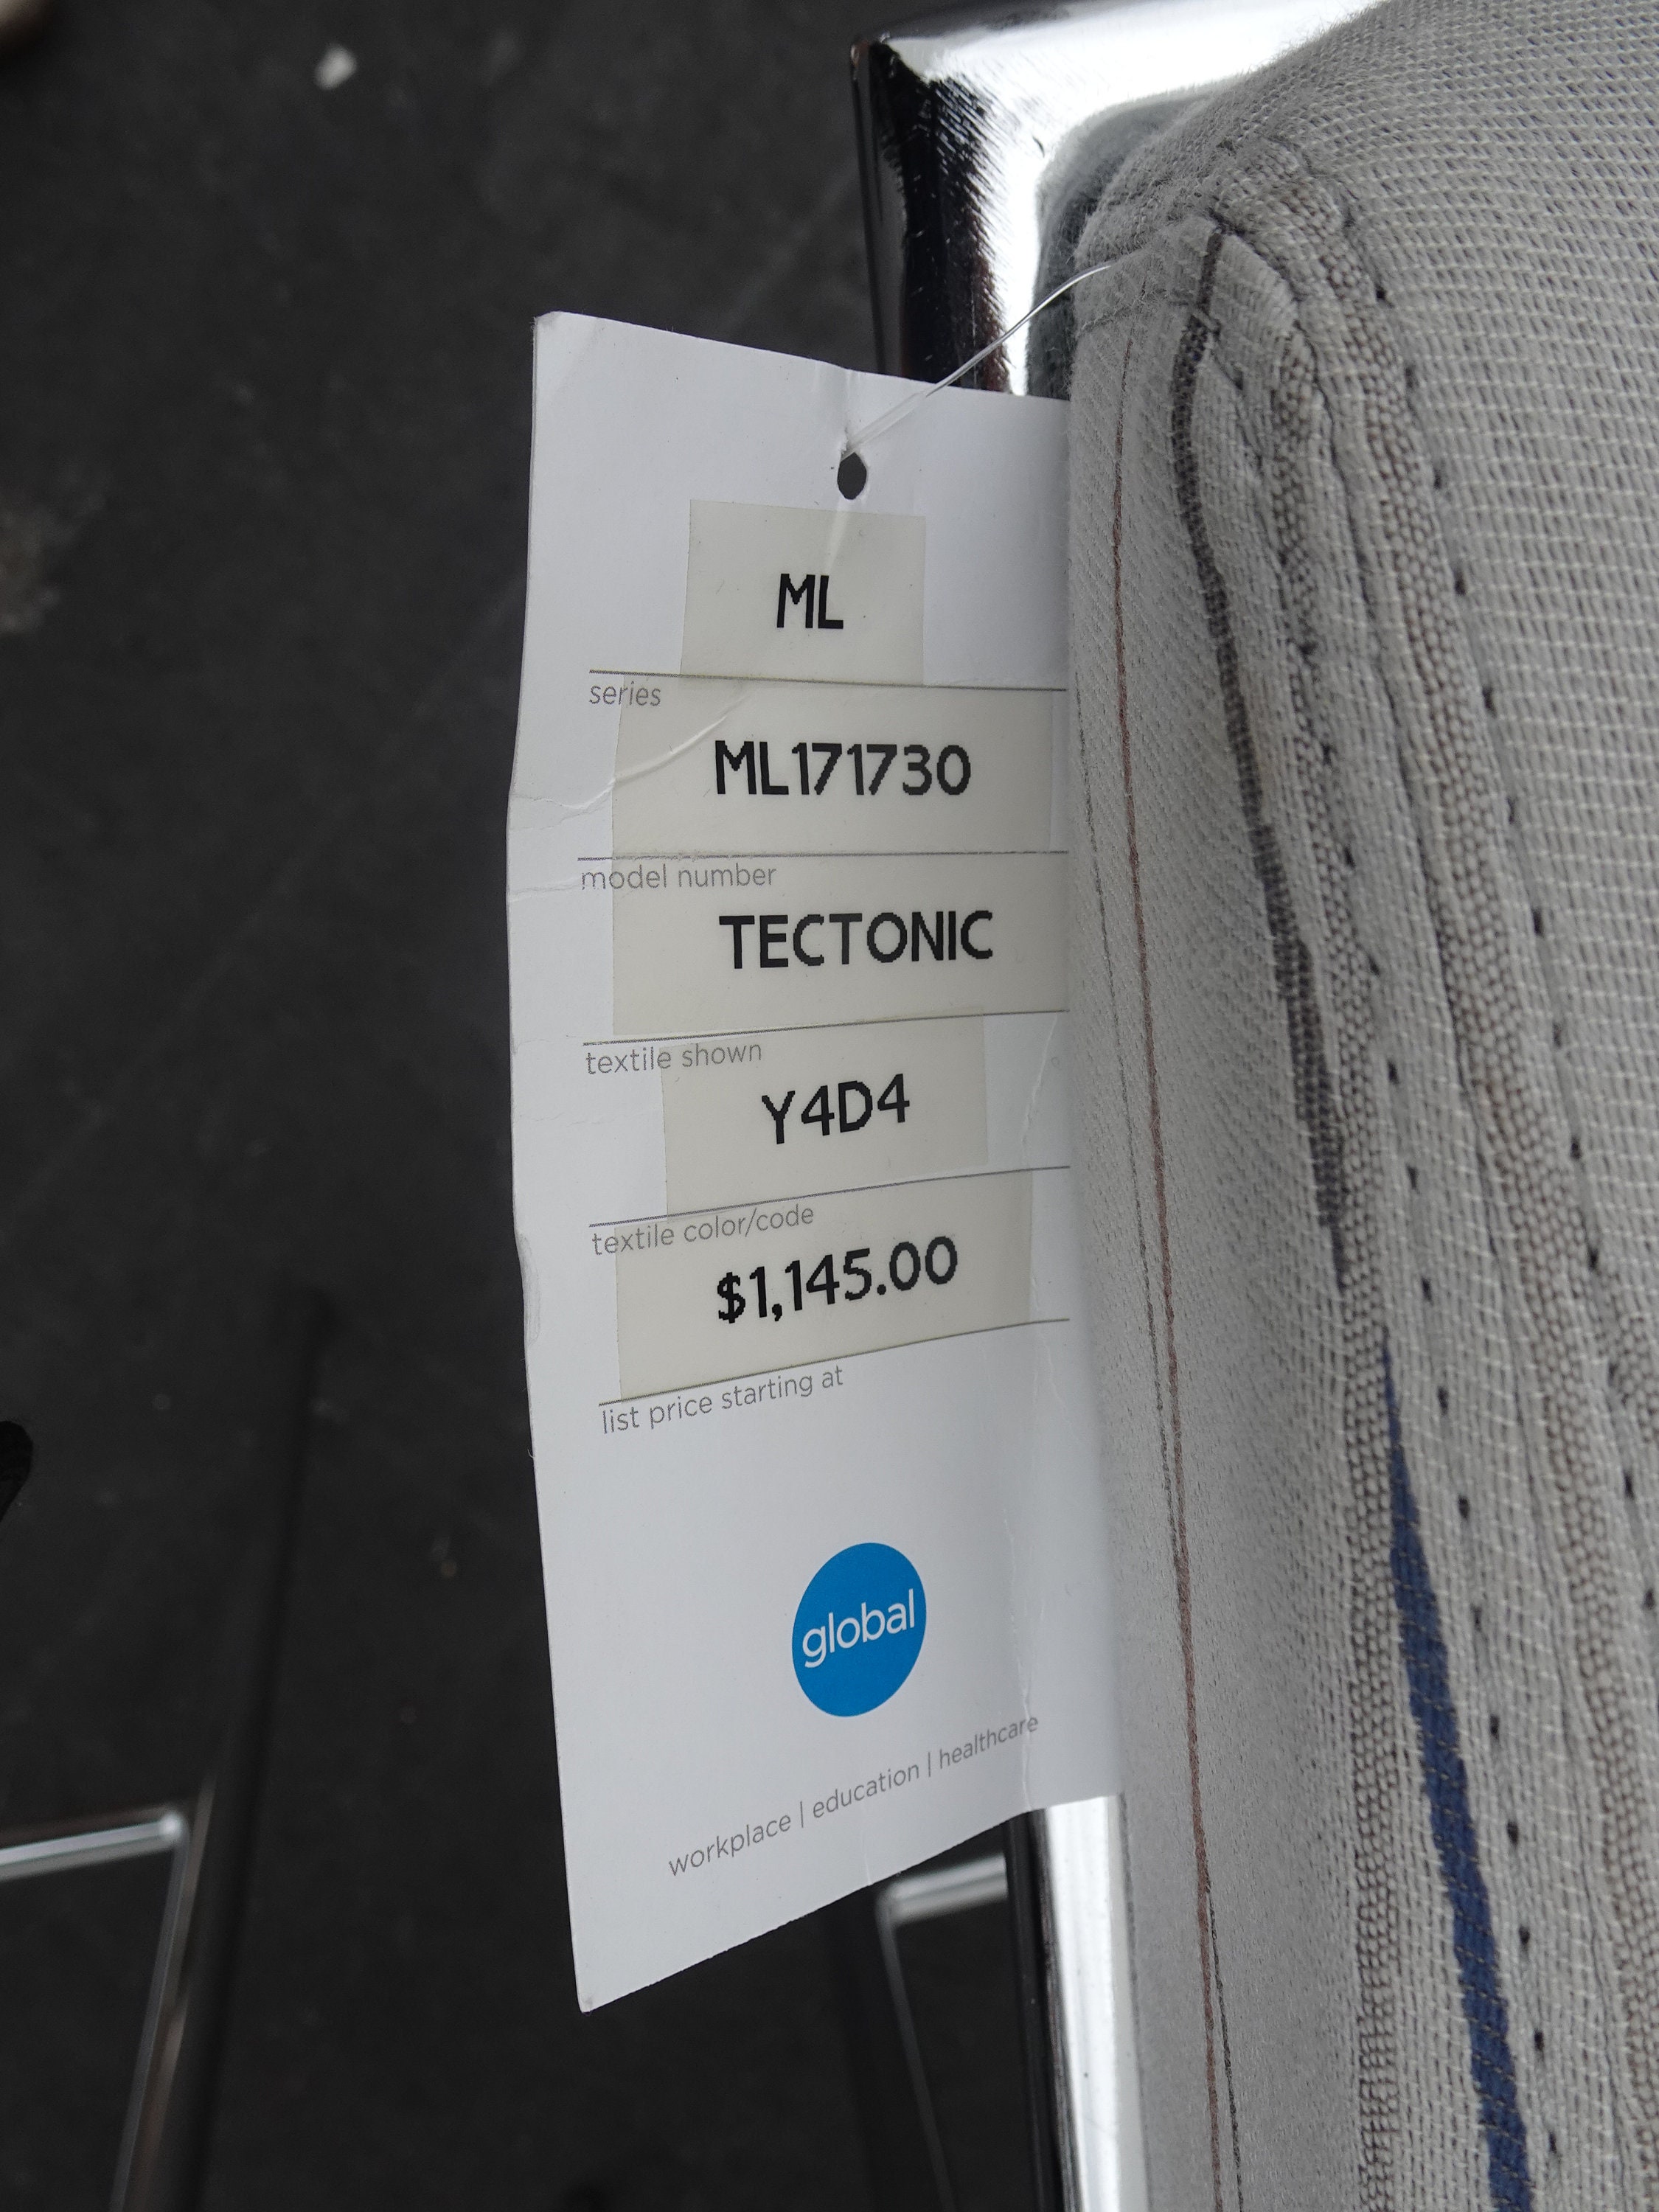 ML
series
ML171730
model number
TECTONIC
textile shown
Y4D4
textile color/code
$1,145.00
list price starting at
global
workplace | education | healthcare